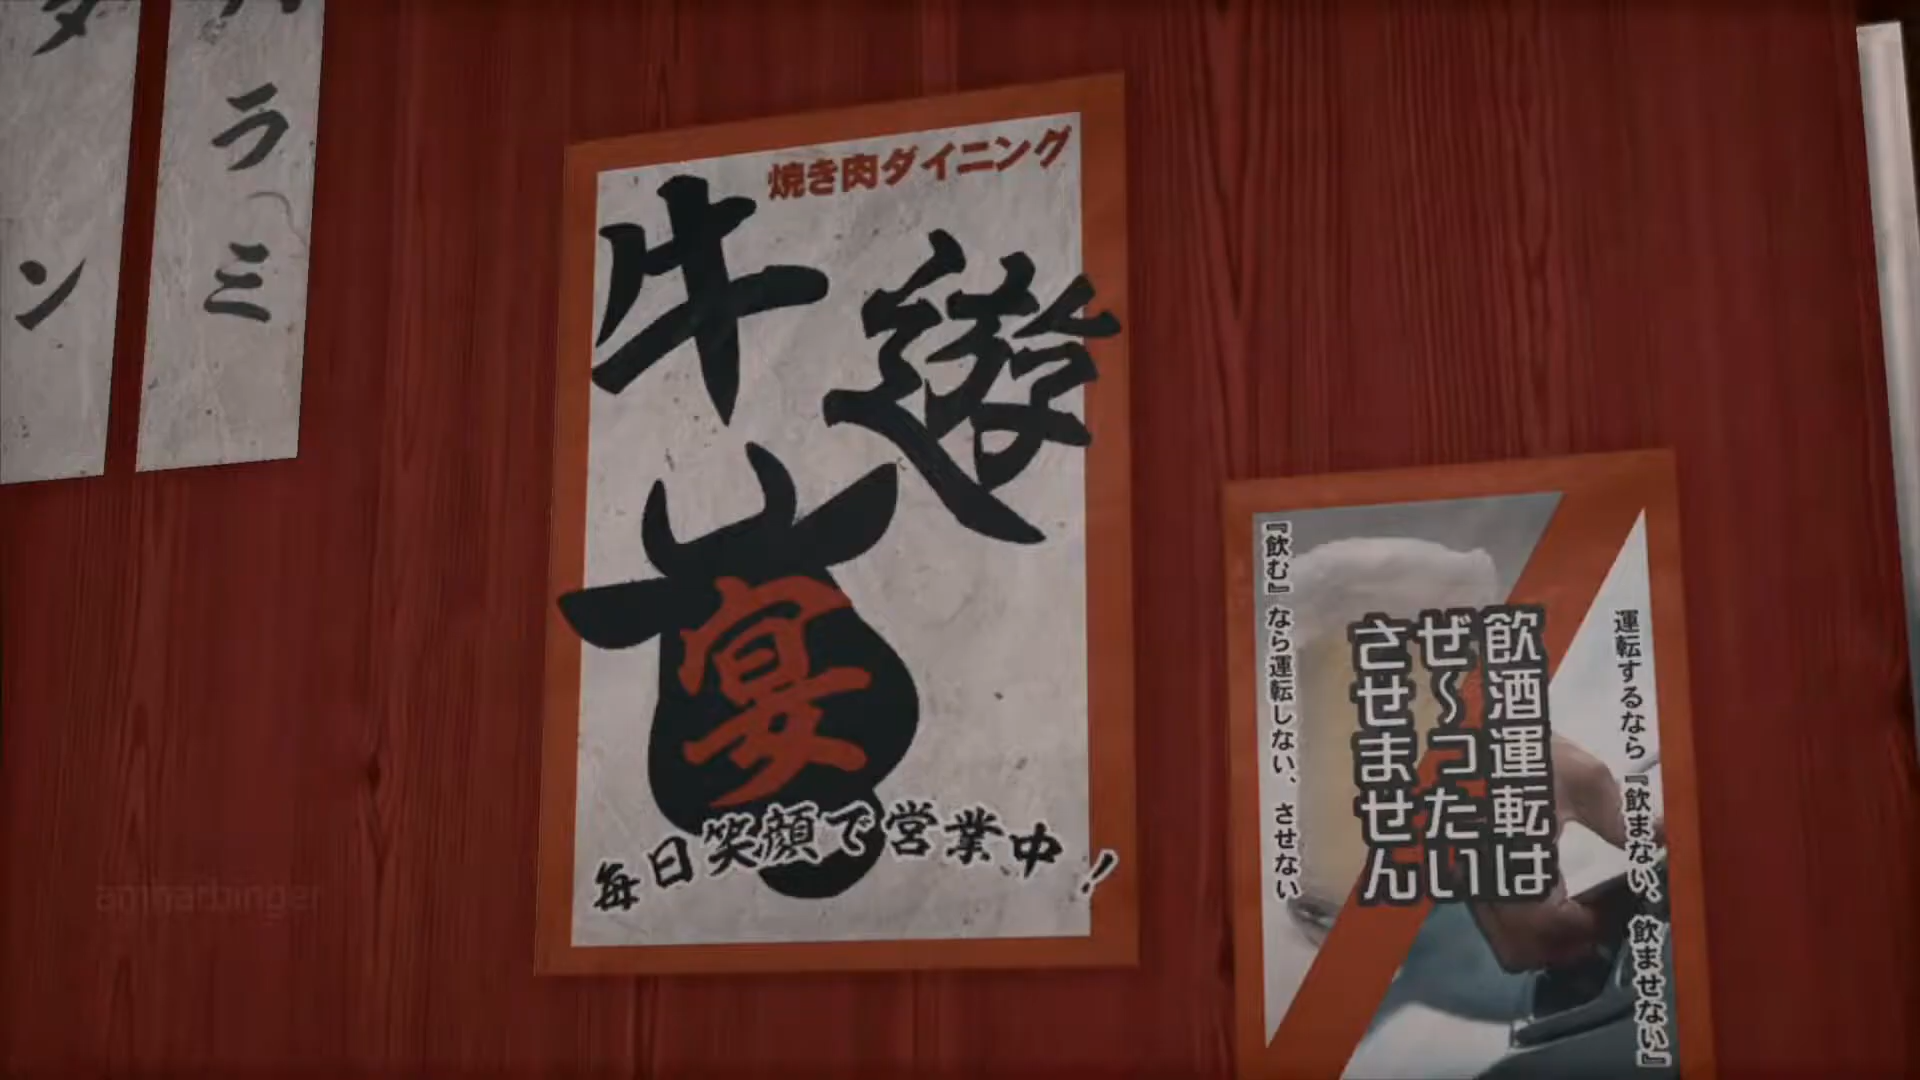 ハラミ
ン
焼き肉ダイニング
牛遊
宴
毎日笑顔で営業中!
運転するなら『飲まない、飲ませない』
飲酒運転は
ぜ〜ったい
させません
『飲む』なら運転しない、させない